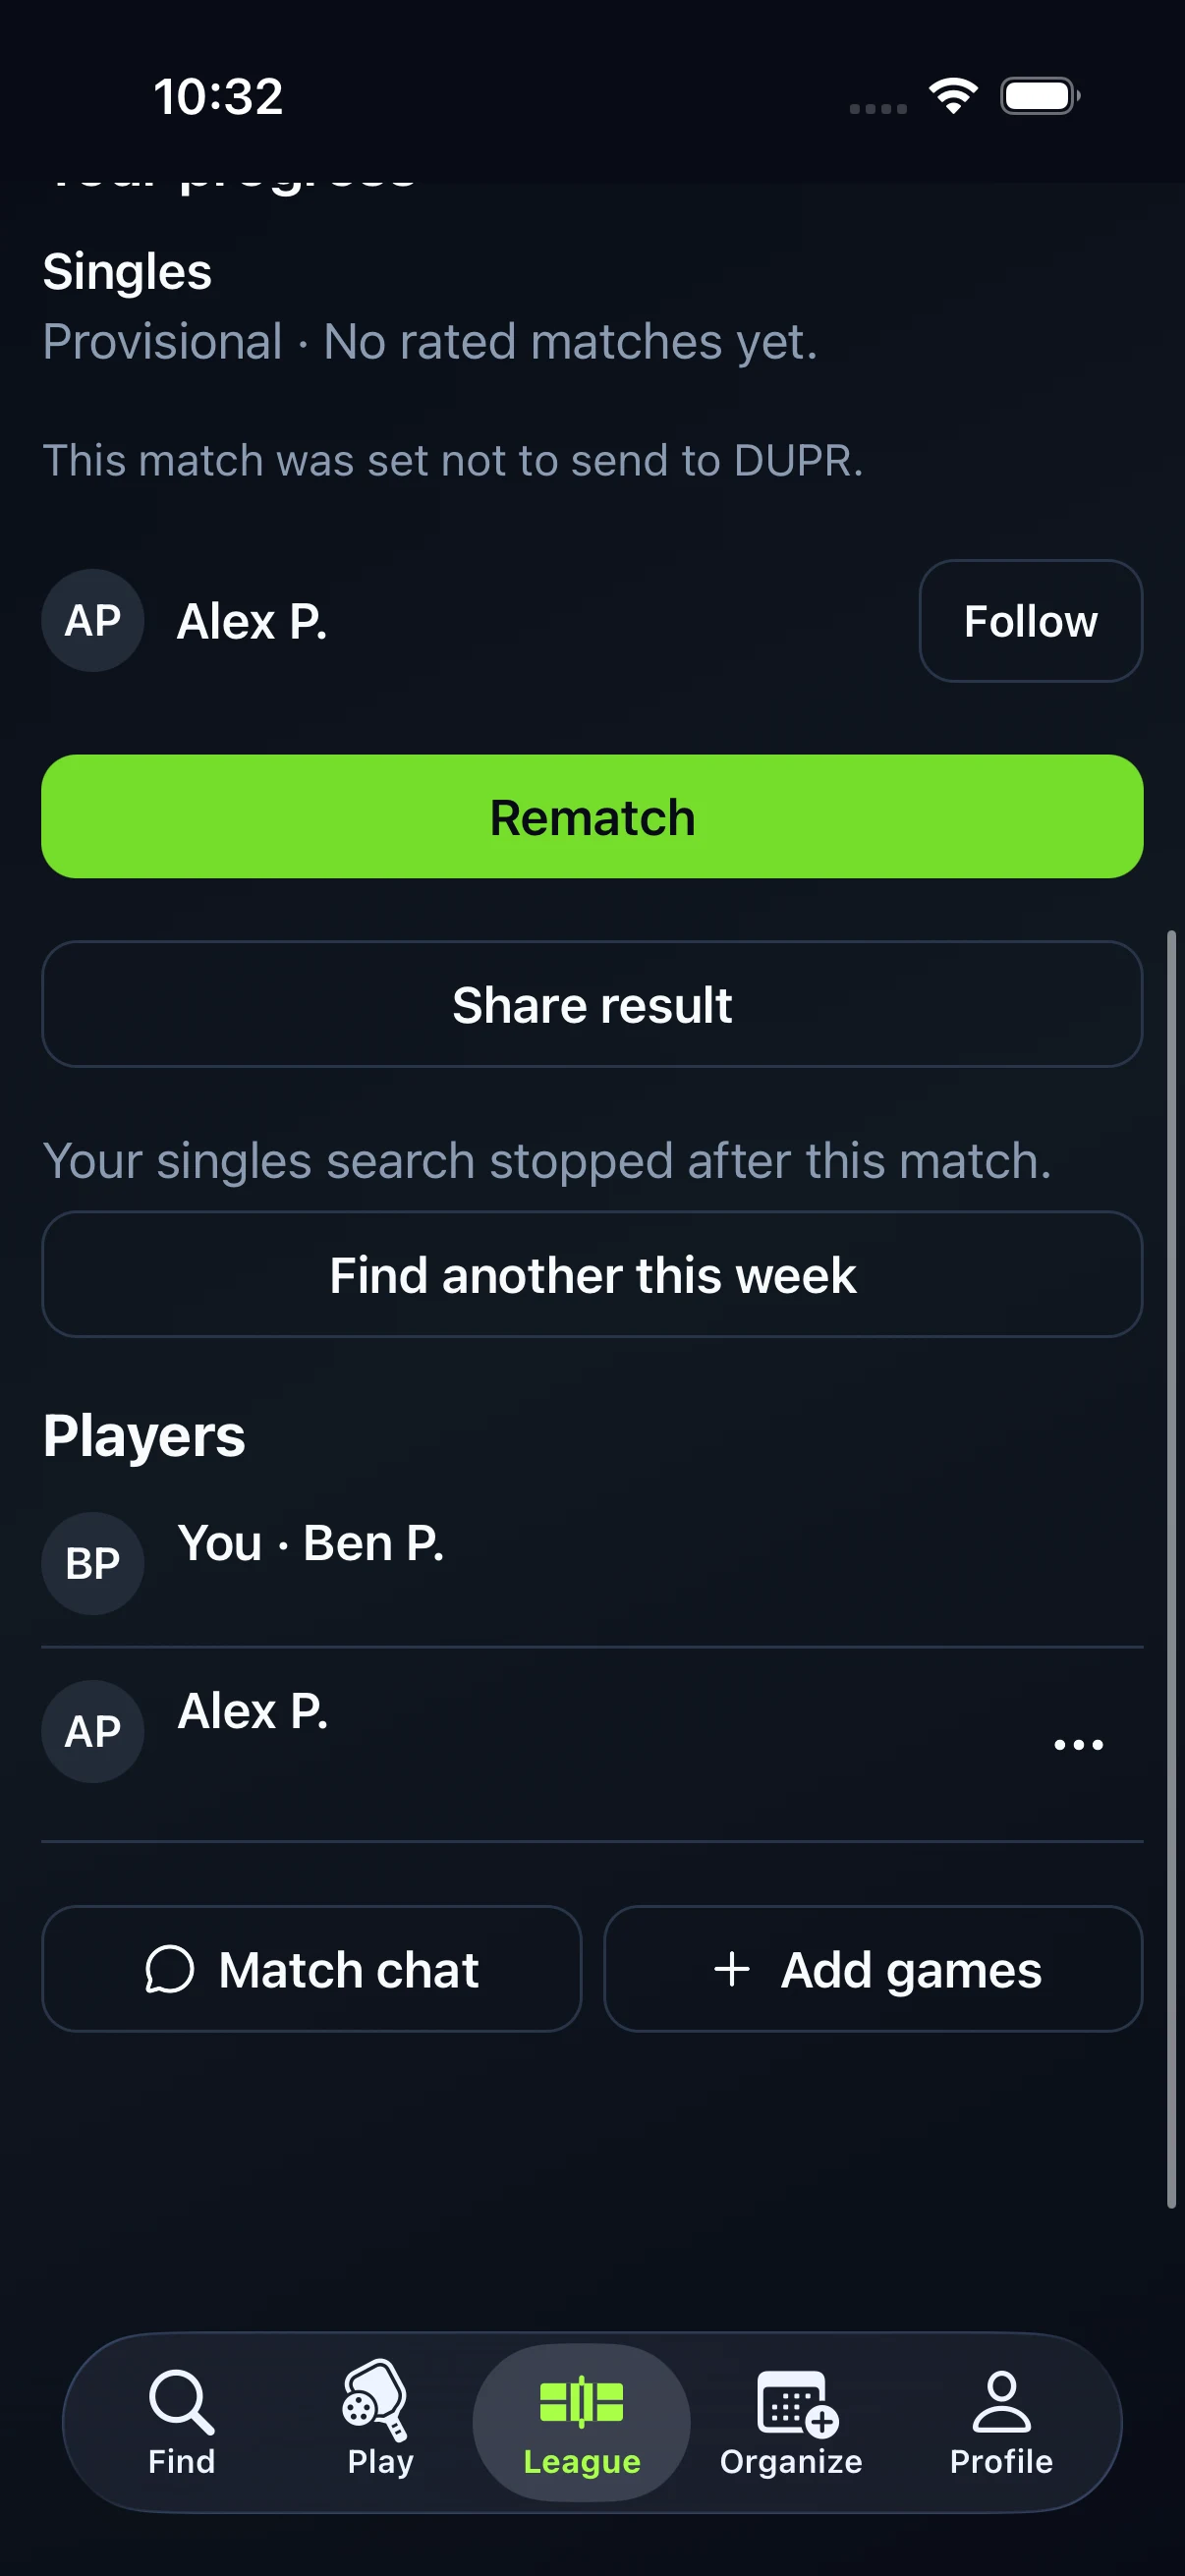 10:32
Your progress
Singles
Provisional · No rated matches yet.
This match was set not to send to DUPR.
AP
Alex P.
Follow
Rematch
Share result
Your singles search stopped after this match.
Find another this week
Players
BP
You · Ben P.
AP
Alex P.
Match chat
Add games
Find
Play
League
Organize
Profile